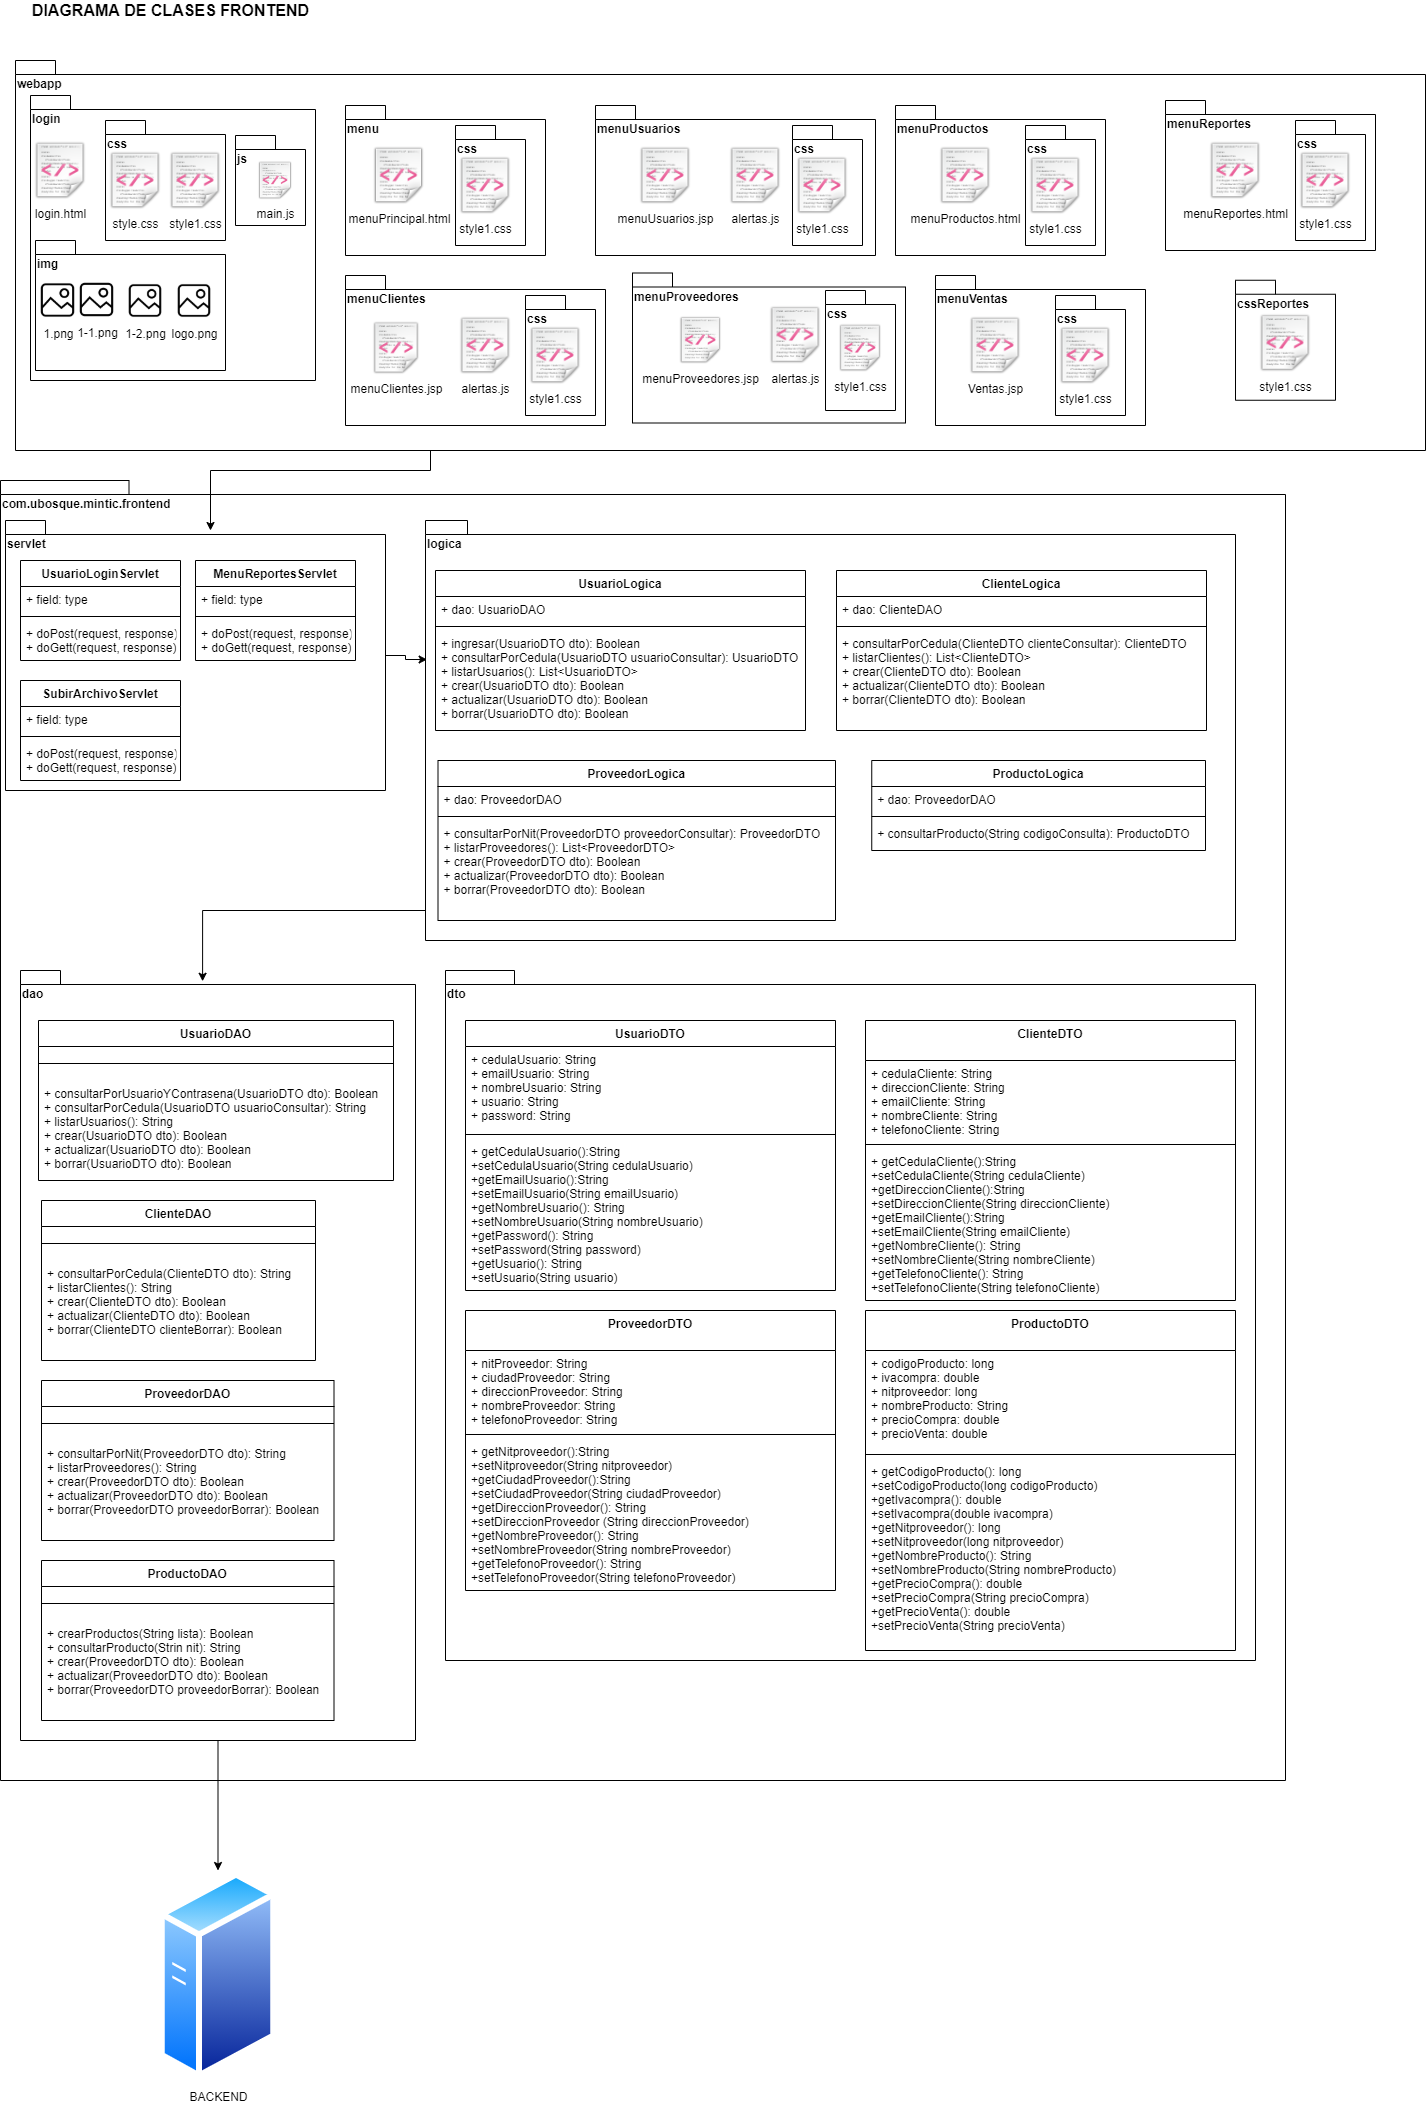 DIAGRAMA DE CLASES FRONTEND
webapp
login
login.html
css
style.css
style1.css
js
main.js
img
1.png
1-1.png
1-2.png
logo.png
menu
menuPrincipal.html
css
style1.css
menuUsuarios
menuUsuarios.jsp
alertas.js
css
style1.css
menuProductos
menuProductos.html
css
style1.css
menuReportes
menuReportes.html
css
style1.css
menuClientes
menuClientes.jsp
alertas.js
css
style1.css
menuProveedores
menuProveedores.jsp
alertas.js
css
style1.css
menuVentas
Ventas.jsp
css
style1.css
cssReportes
style1.css
com.ubosque.mintic.frontend
servlet
UsuarioLoginServlet
+ field: type
+ doPost(request, response)
+ doGett(request, response)
MenuReportesServlet
+ field: type
+ doPost(request, response)
+ doGett(request, response)
SubirArchivoServlet
+ field: type
+ doPost(request, response)
+ doGett(request, response)
logica
UsuarioLogica
+ dao: UsuarioDAO
+ ingresar(UsuarioDTO dto): Boolean
+ consultarPorCedula(UsuarioDTO usuarioConsultar): UsuarioDTO
+ listarUsuarios(): List<UsuarioDTO>
+ crear(UsuarioDTO dto): Boolean
+ actualizar(UsuarioDTO dto): Boolean
+ borrar(UsuarioDTO dto): Boolean
ClienteLogica
+ dao: ClienteDAO
+ consultarPorCedula(ClienteDTO clienteConsultar): ClienteDTO
+ listarClientes(): List<ClienteDTO>
+ crear(ClienteDTO dto): Boolean
+ actualizar(ClienteDTO dto): Boolean
+ borrar(ClienteDTO dto): Boolean
ProveedorLogica
+ dao: ProveedorDAO
+ consultarPorNit(ProveedorDTO proveedorConsultar): ProveedorDTO
+ listarProveedores(): List<ProveedorDTO>
+ crear(ProveedorDTO dto): Boolean
+ actualizar(ProveedorDTO dto): Boolean
+ borrar(ProveedorDTO dto): Boolean
ProductoLogica
+ dao: ProveedorDAO
+ consultarProducto(String codigoConsulta): ProductoDTO
dao
UsuarioDAO
+ consultarPorUsuarioYContrasena(UsuarioDTO dto): Boolean
+ consultarPorCedula(UsuarioDTO usuarioConsultar): String
+ listarUsuarios(): String
+ crear(UsuarioDTO dto): Boolean
+ actualizar(UsuarioDTO dto): Boolean
+ borrar(UsuarioDTO dto): Boolean
ClienteDAO
+ consultarPorCedula(ClienteDTO dto): String
+ listarClientes(): String
+ crear(ClienteDTO dto): Boolean
+ actualizar(ClienteDTO dto): Boolean
+ borrar(ClienteDTO clienteBorrar): Boolean
ProveedorDAO
+ consultarPorNit(ProveedorDTO dto): String
+ listarProveedores(): String
+ crear(ProveedorDTO dto): Boolean
+ actualizar(ProveedorDTO dto): Boolean
+ borrar(ProveedorDTO proveedorBorrar): Boolean
ProductoDAO
+ crearProductos(String lista): Boolean
+ consultarProducto(Strin nit): String
+ crear(ProveedorDTO dto): Boolean
+ actualizar(ProveedorDTO dto): Boolean
+ borrar(ProveedorDTO proveedorBorrar): Boolean
dto
UsuarioDTO
+ cedulaUsuario: String
+ emailUsuario: String
+ nombreUsuario: String
+ usuario: String
+ password: String
+ getCedulaUsuario():String
+setCedulaUsuario(String cedulaUsuario)
+getEmailUsuario():String
+setEmailUsuario(String emailUsuario)
+getNombreUsuario(): String
+setNombreUsuario(String nombreUsuario)
+getPassword(): String
+setPassword(String password)
+getUsuario(): String
+setUsuario(String usuario)
ClienteDTO
+ cedulaCliente: String
+ direccionCliente: String
+ emailCliente: String
+ nombreCliente: String
+ telefonoCliente: String
+ getCedulaCliente():String
+setCedulaCliente(String cedulaCliente)
+getDireccionCliente():String
+setDireccionCliente(String direccionCliente)
+getEmailCliente():String
+setEmailCliente(String emailCliente)
+getNombreCliente(): String
+setNombreCliente(String nombreCliente)
+getTelefonoCliente(): String
+setTelefonoCliente(String telefonoCliente)
ProveedorDTO
+ nitProveedor: String
+ ciudadProveedor: String
+ direccionProveedor: String
+ nombreProveedor: String
+ telefonoProveedor: String
+ getNitproveedor():String
+setNitproveedor(String nitproveedor)
+getCiudadProveedor():String
+setCiudadProveedor(String ciudadProveedor)
+getDireccionProveedor(): String
+setDireccionProveedor (String direccionProveedor)
+getNombreProveedor(): String
+setNombreProveedor(String nombreProveedor)
+getTelefonoProveedor(): String
+setTelefonoProveedor(String telefonoProveedor)
ProductoDTO
+ codigoProducto: long
+ ivacompra: double
+ nitproveedor: long
+ nombreProducto: String
+ precioCompra: double
+ precioVenta: double
+ getCodigoProducto(): long
+setCodigoProducto(long codigoProducto)
+getIvacompra(): double
+setIvacompra(double ivacompra)
+getNitproveedor(): long
+setNitproveedor(long nitproveedor)
+getNombreProducto(): String
+setNombreProducto(String nombreProducto)
+getPrecioCompra(): double
+setPrecioCompra(String precioCompra)
+getPrecioVenta(): double
+setPrecioVenta(String precioVenta)
BACKEND